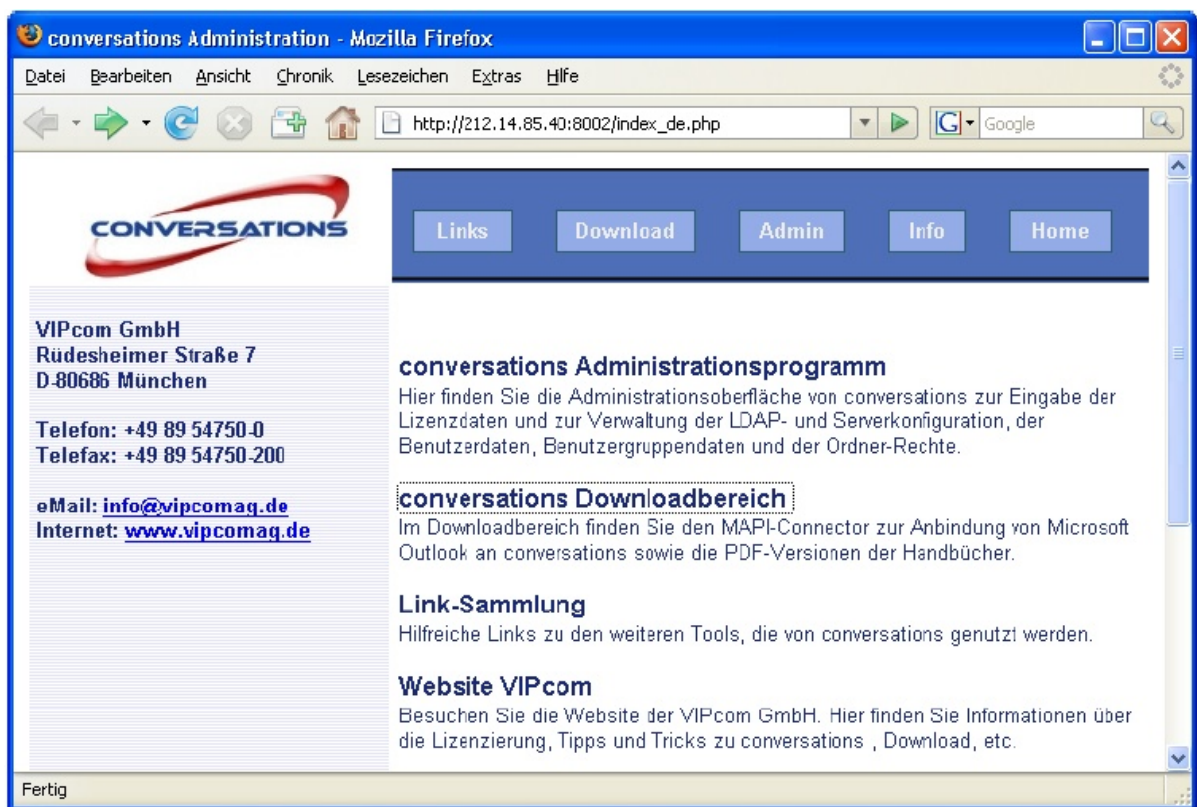 conversations Administration - Mozilla Firefox
Datei Bearbeiten Ansicht Chronik Lesezeichen Extras Hilfe
http://212.14.85.40:8002/index_de.php
G Google
CONVERSATIONS
Links Download Admin Info Home
VIPcom GmbH
Rüdesheimer Straße 7
D-80686 München
Telefon: +49 89 54750-0
Telefax: +49 89 54750-200
eMail: info@vipcomag.de
Internet: www.vipcomag.de
conversations Administrationsprogramm
Hier finden Sie die Administrationsoberfläche von conversations zur Eingabe der
Lizenzdaten und zur Verwaltung der LDAP- und Serverkonfiguration, der
Benutzerdaten, Benutzergruppendaten und der Ordner-Rechte.
conversations Downloadbereich
Im Downloadbereich finden Sie den MAPI-Connector zur Anbindung von Microsoft
Outlook an conversations sowie die PDF-Versionen der Handbücher.
Link-Sammlung
Hilfreiche Links zu den weiteren Tools, die von conversations genutzt werden.
Website VIPcom
Besuchen Sie die Website der VIPcom GmbH. Hier finden Sie Informationen über
die Lizenzierung, Tipps und Tricks zu conversations , Download, etc.
Fertig